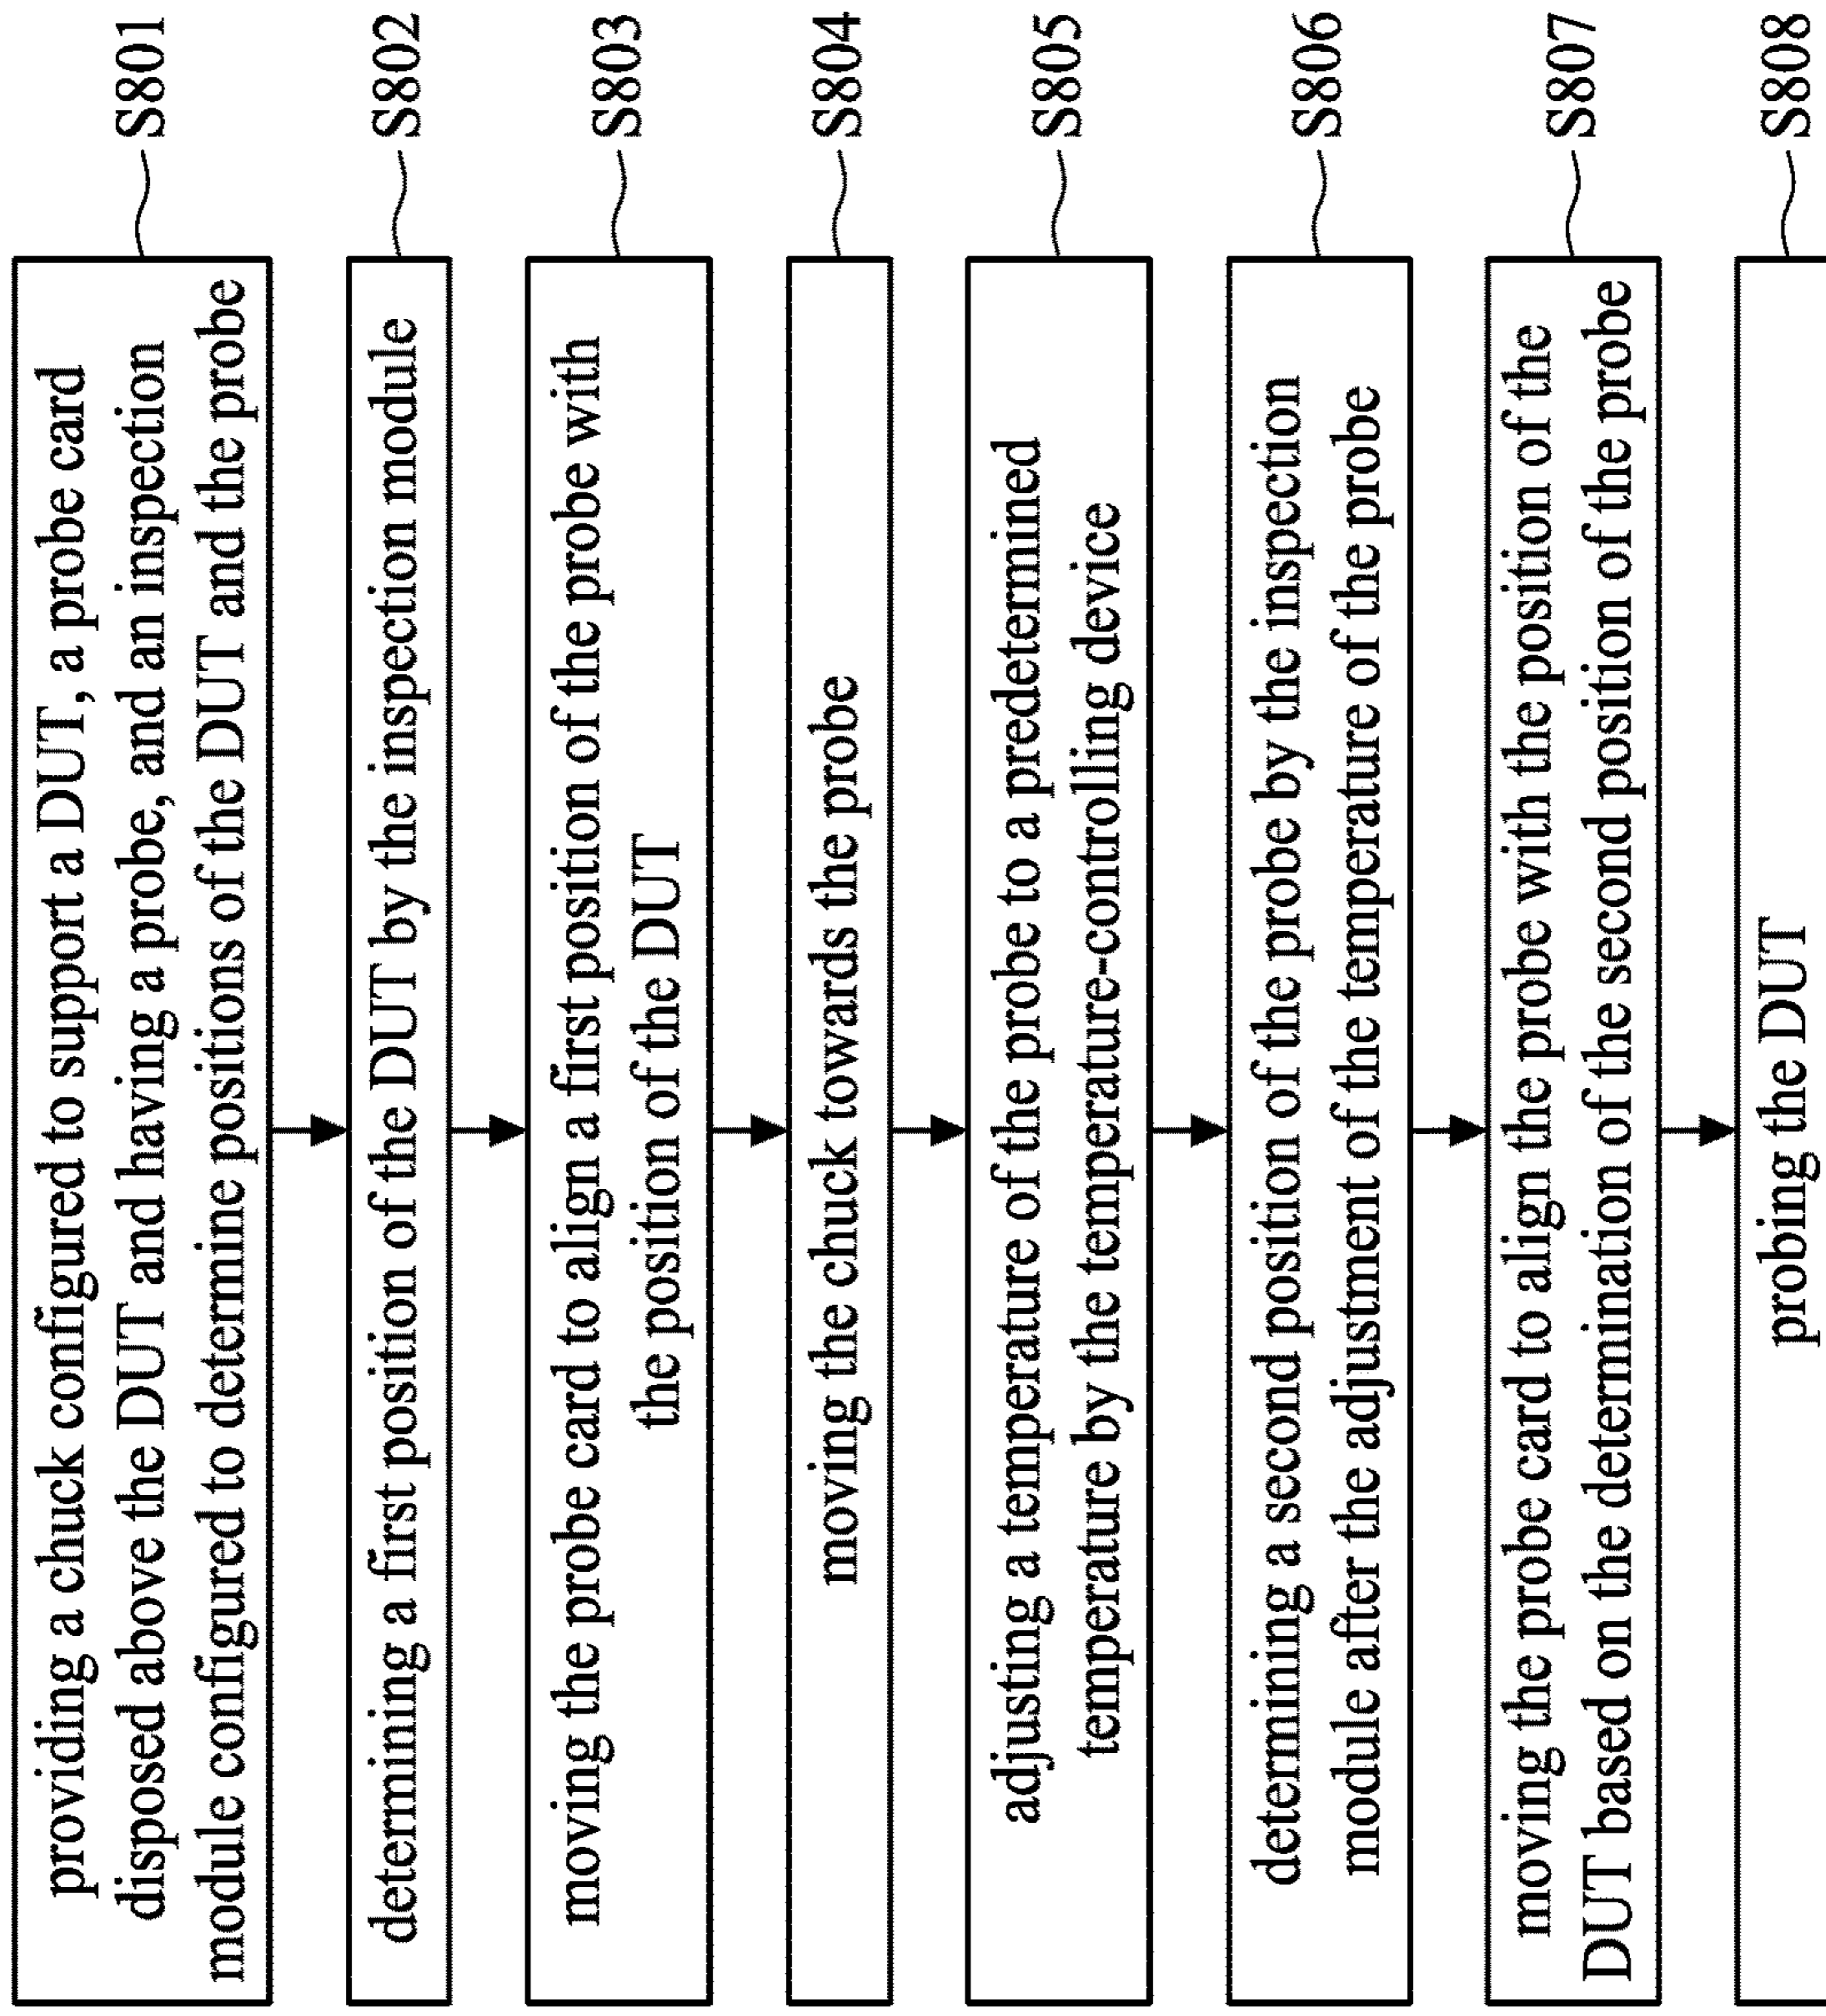 providing a chuck configured to support a DUT, a probe card
disposed above the DUT and having a probe, and an inspection
module configured to determine positions of the DUT and the probe
S801
determining a first position of the DUT by the inspection module
S802
moving the probe card to align a first position of the probe with
the position of the DUT
S803
moving the chuck towards the probe
S804
adjusting a temperature of the probe to a predetermined
temperature by the temperature-controlling device
S805
determining a second position of the probe by the inspection
module after the adjustment of the temperature of the probe
S806
moving the probe card to align the probe with the position of the
DUT based on the determination of the second position of the probe
S807
probing the DUT
S808